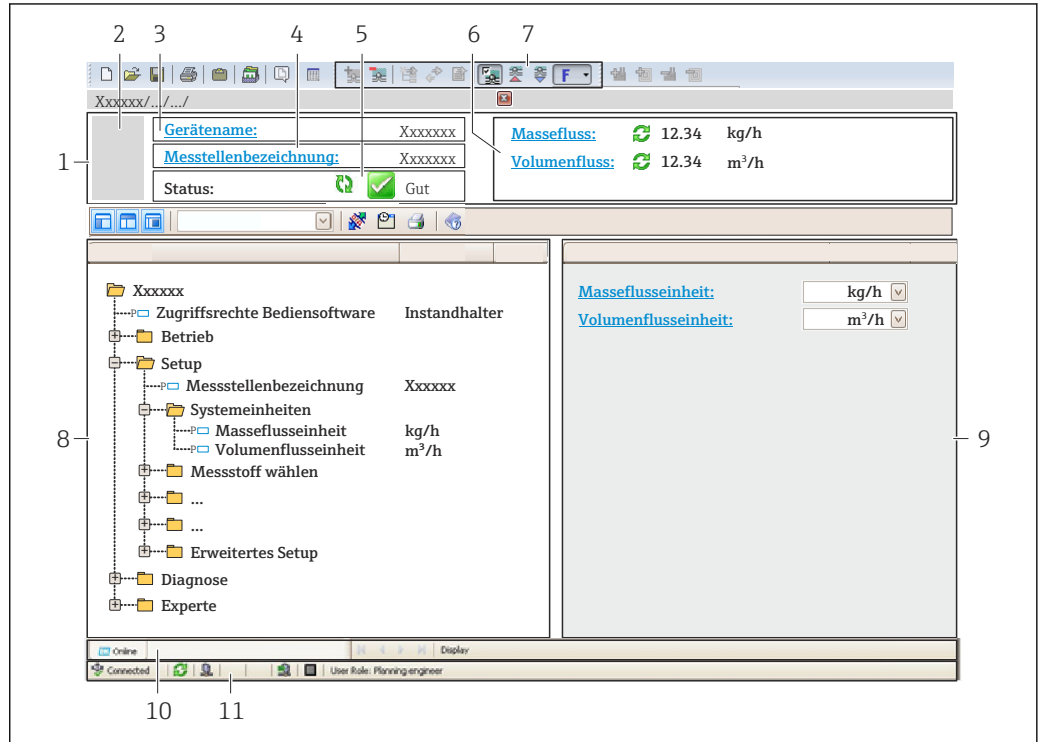 2 3 4 5 6 7
F
Xxxxxx/.../.../
1
Gerätename: Xxxxxxx
Messtellenbezeichnung: Xxxxxxx
Status: Gut
Massefluss: 12.34 kg/h
Volumenfluss: 12.34 m³/h
Xxxxxx
Zugriffsrechte Bediensoftware Instandhalter
Betrieb
Setup
Messstellenbezeichnung Xxxxxx
Systemeinheiten
Masseflusseinheit kg/h
Volumenflusseinheit m³/h
Messstoff wählen
...
...
Erweitertes Setup
Diagnose
Experte
8
Masseflusseinheit: kg/h
Volumenflusseinheit: m³/h
9
Online Display
Connected User Role: Planning engineer
10 11